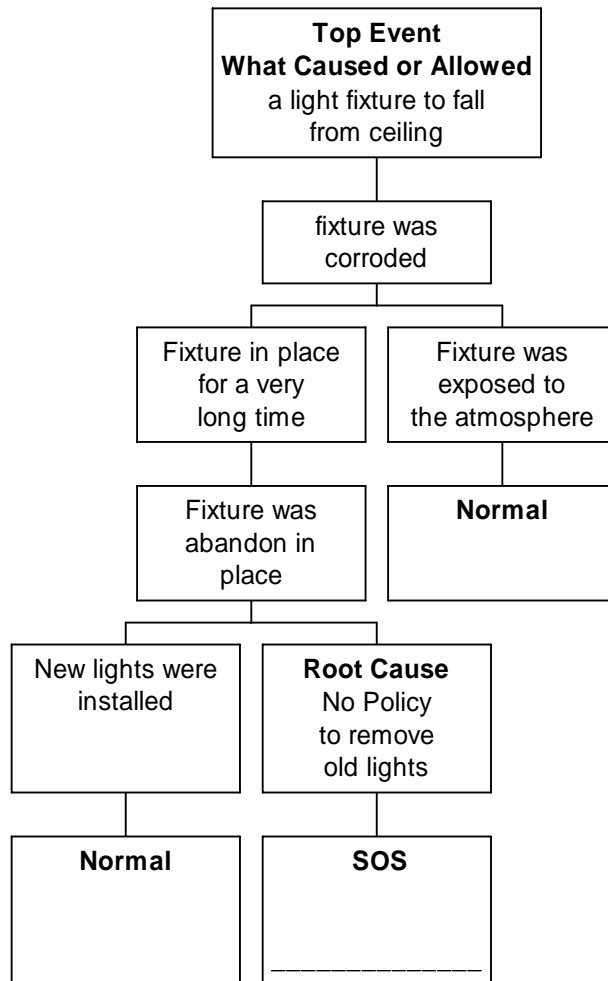 Top Event
What Caused or Allowed
a light fixture to fall
from ceiling
fixture was
corroded
Fixture in place
for a very
long time
Fixture was
exposed to
the atmosphere
Fixture was
abandon in
place
Normal
New lights were
installed
Root Cause
No Policy
to remove
old lights
Normal
SOS
______________